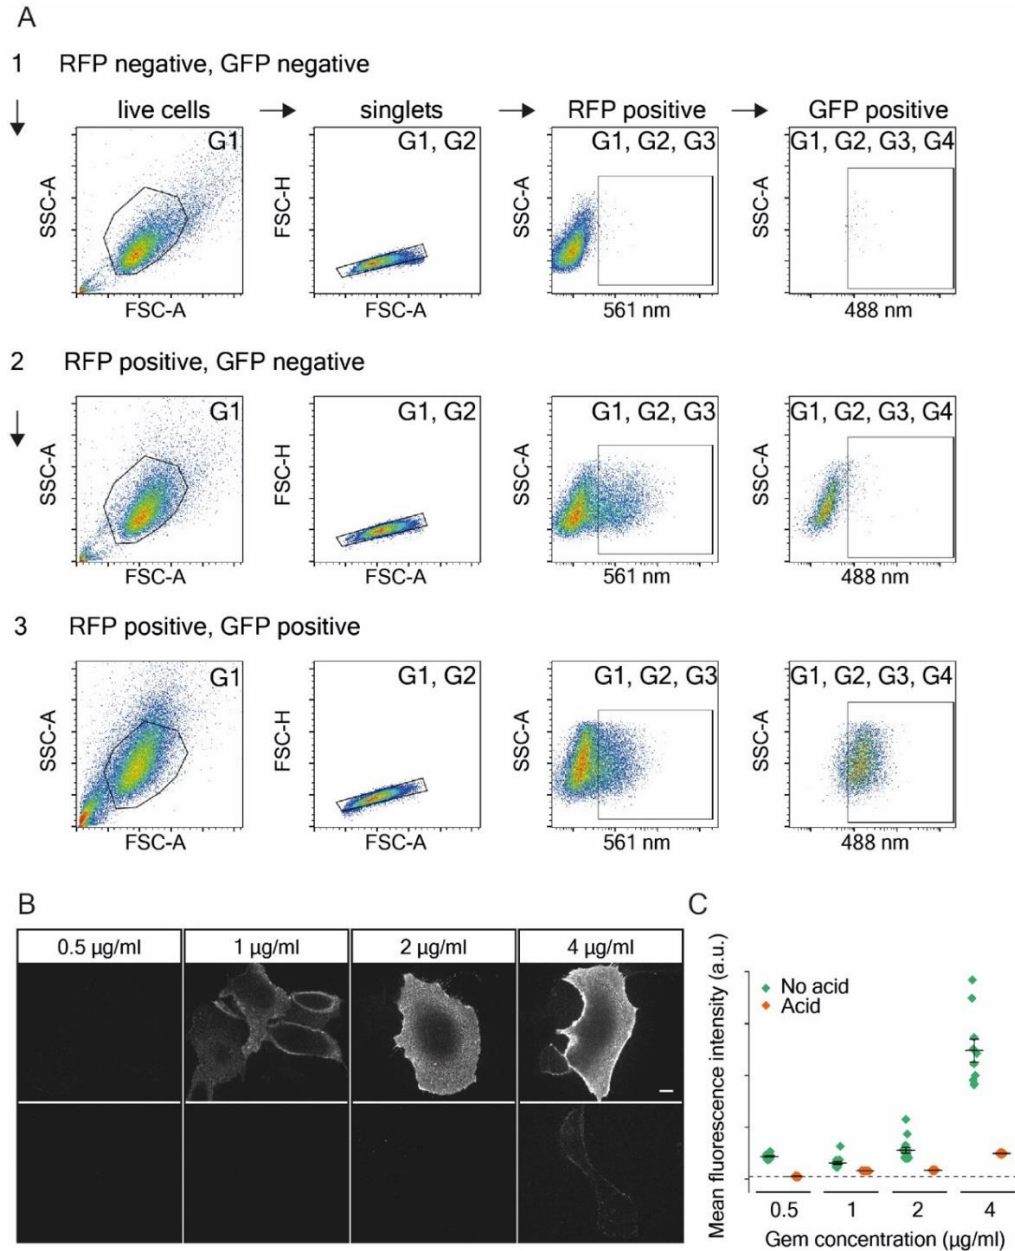 A
1 RFP negative, GFP negative
live cells singlets RFP positive GFP positive
G1 G1, G2 G1, G2, G3 G1, G2, G3, G4
SSC-A FSC-H SSC-A SSC-A
FSC-A FSC-A 561 nm 488 nm
2 RFP positive, GFP negative
G1 G1, G2 G1, G2, G3 G1, G2, G3, G4
SSC-A FSC-H SSC-A SSC-A
FSC-A FSC-A 561 nm 488 nm
3 RFP positive, GFP positive
G1 G1, G2 G1, G2, G3 G1, G2, G3, G4
SSC-A FSC-H SSC-A SSC-A
FSC-A FSC-A 561 nm 488 nm
B
0.5 µg/ml 1 µg/ml 2 µg/ml 4 µg/ml
C
Mean fluorescence intensity (a.u.)
No acid
Acid
0.5 1 2 4
Gem concentration (µg/ml)